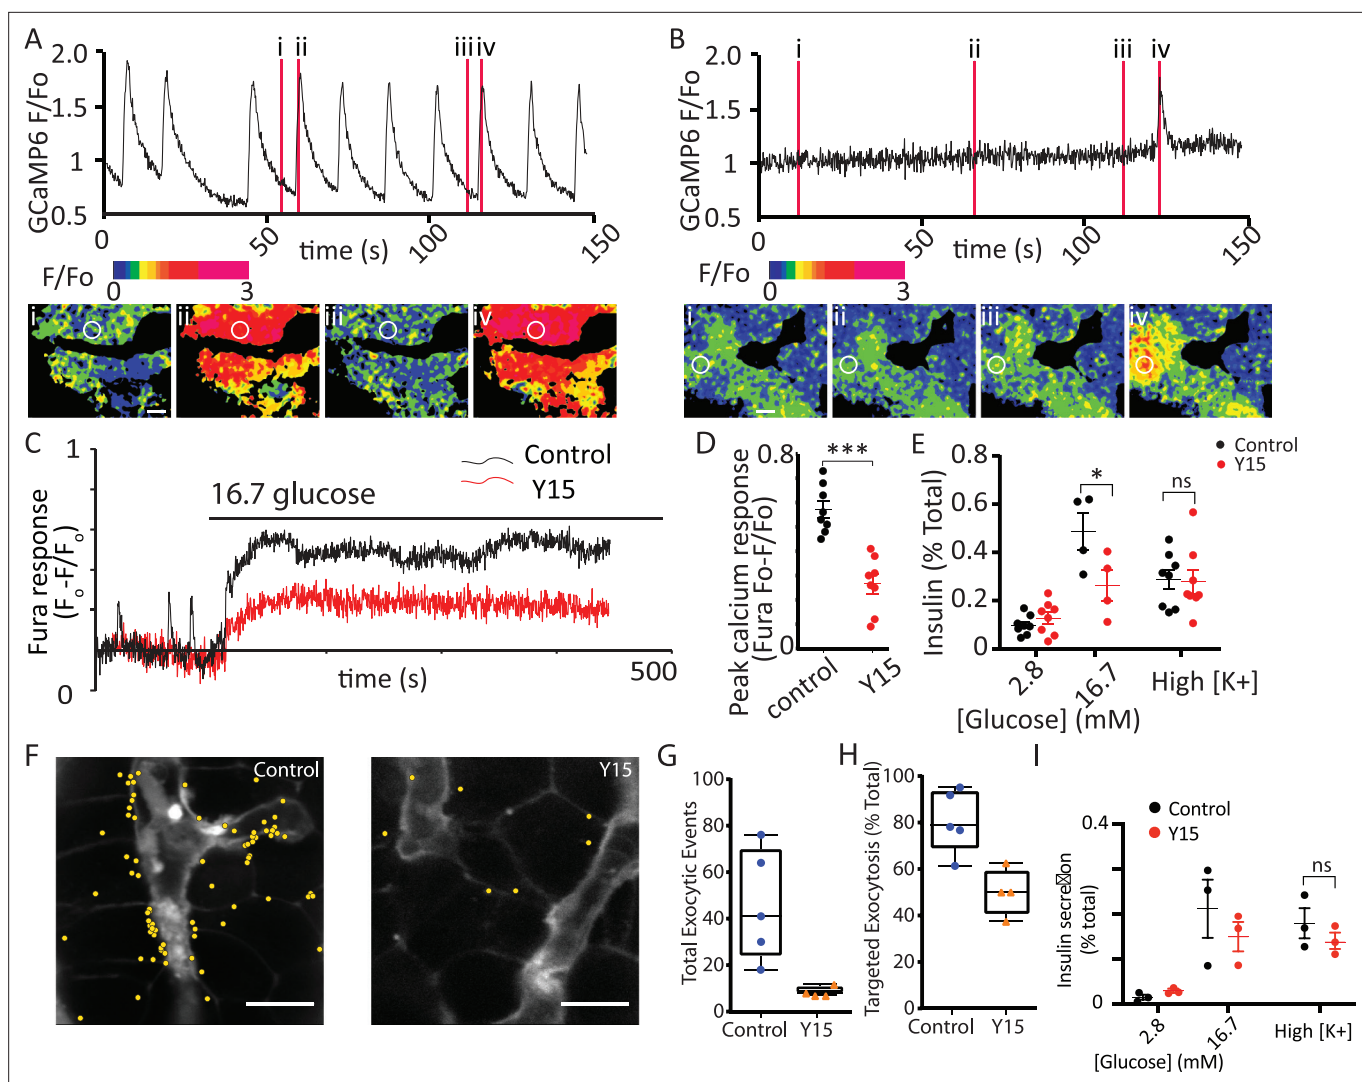 A
GCaMP6 F/Fo
2.0
1.5
1
0.5
i
ii
iii
iv
0
50
100
150
time (s)
F/Fo
0
3
i
ii
iii
iv
B
GCaMP6 F/Fo
2.0
1.5
1
0.5
i
ii
iii
iv
0
50
100
150
time (s)
F/Fo
0
3
i
ii
iii
iv
C
Fura response
(Fo -F/Fo)
1
0
Control
Y15
16.7 glucose
time (s)
500
D
Peak calcium response
(Fura Fo-F/Fo)
0.8
0
***
control
Y15
E
Insulin (% Total)
0.8
0.6
0.4
0.2
0
Control
Y15
*
ns
2.8
16.7
High [K+]
[Glucose] (mM)
F
Control
Y15
G
Total Exocytic Events
100
80
60
40
20
0
Control
Y15
H
Targeted Exocytosis (% Total)
100
80
60
40
20
0
Control
Y15
I
Insulin secre☒on
(% total)
0.4
0
Control
Y15
ns
2.8
16.7
High [K+]
[Glucose] (mM)